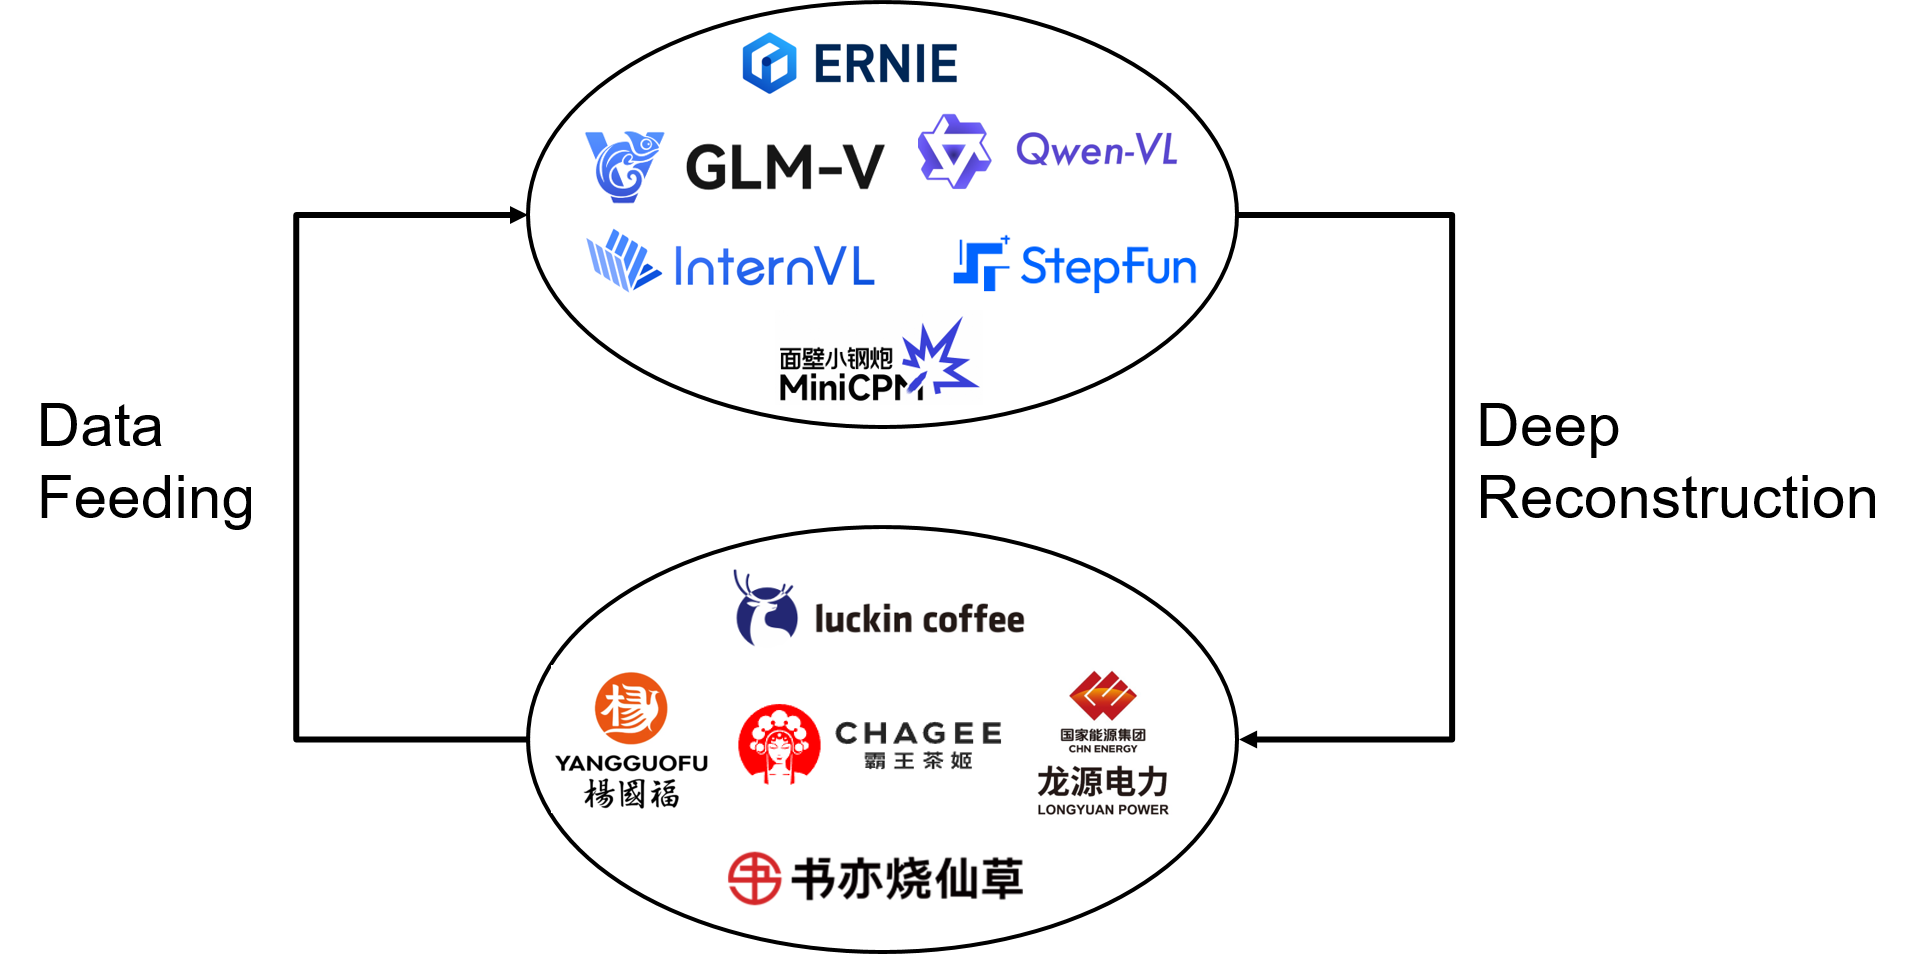 ERNIE
GLM-V
Qwen-VL
InternVL
StepFun
面壁小钢炮
MiniCPM
Data
Feeding
Deep
Reconstruction
luckin coffee
楊
YANGGUOFU
楊國福
CHAGEE
霸王茶姬
国家能源集团
CHN ENERGY
龙源电力
LONGYUAN POWER
书亦烧仙草